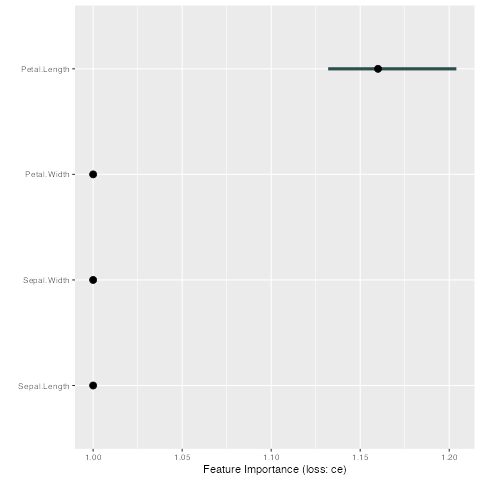 Petal.Length
Petal.Width
Sepal.Width
Sepal.Length
1.00 1.05 1.10 1.15 1.20
Feature Importance (loss: ce)